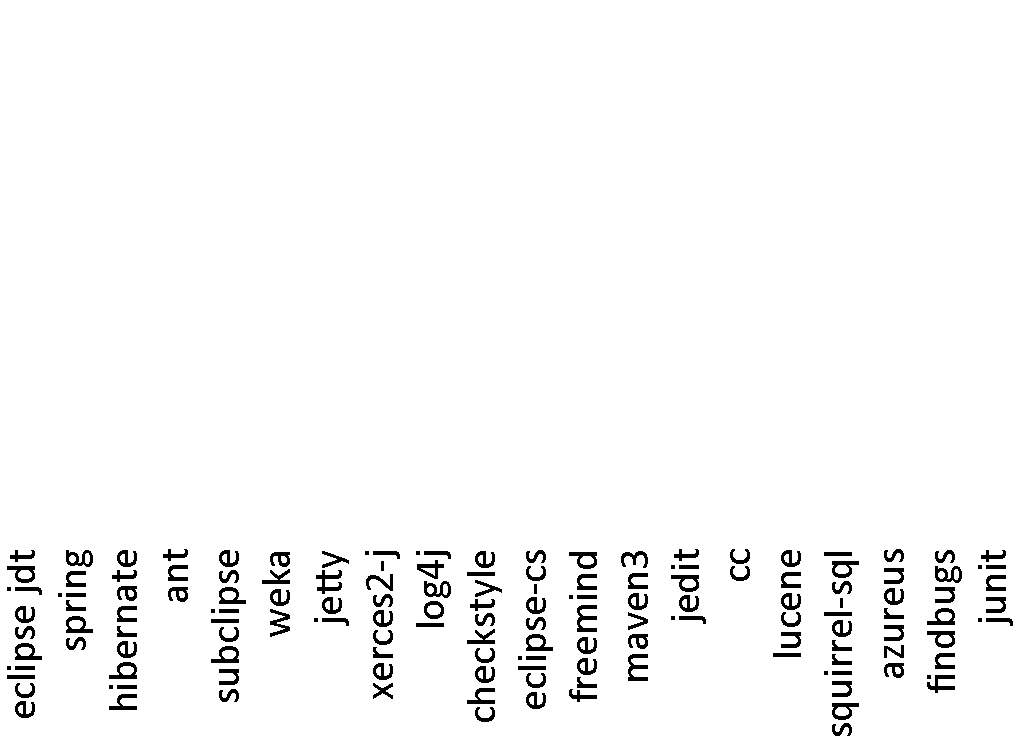 eclipse jdt
spring
hibernate
ant
subclipse
weka
jetty
xerces2-j
log4j
checkstyle
eclipse-cs
freemind
maven3
jedit
cc
lucene
squirrel-sql
azureus
findbugs
junit